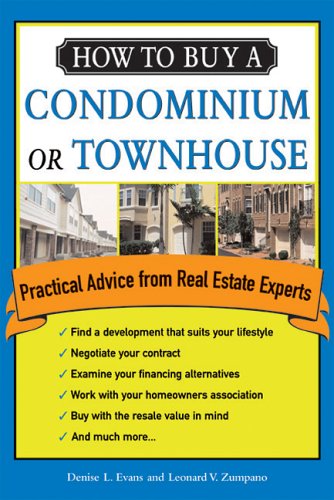 HOW TO BUY A
CONDOMINIUM
OR TOWNHOUSE
Practical Advice from Real Estate Experts
✓ Find a development that suits your lifestyle
✓ Negotiate your contract
✓ Examine your financing alternatives
✓ Work with your homeowners association
✓ Buy with the resale value in mind
✓ And much more...
Denise L. Evans and Leonard V. Zumpano